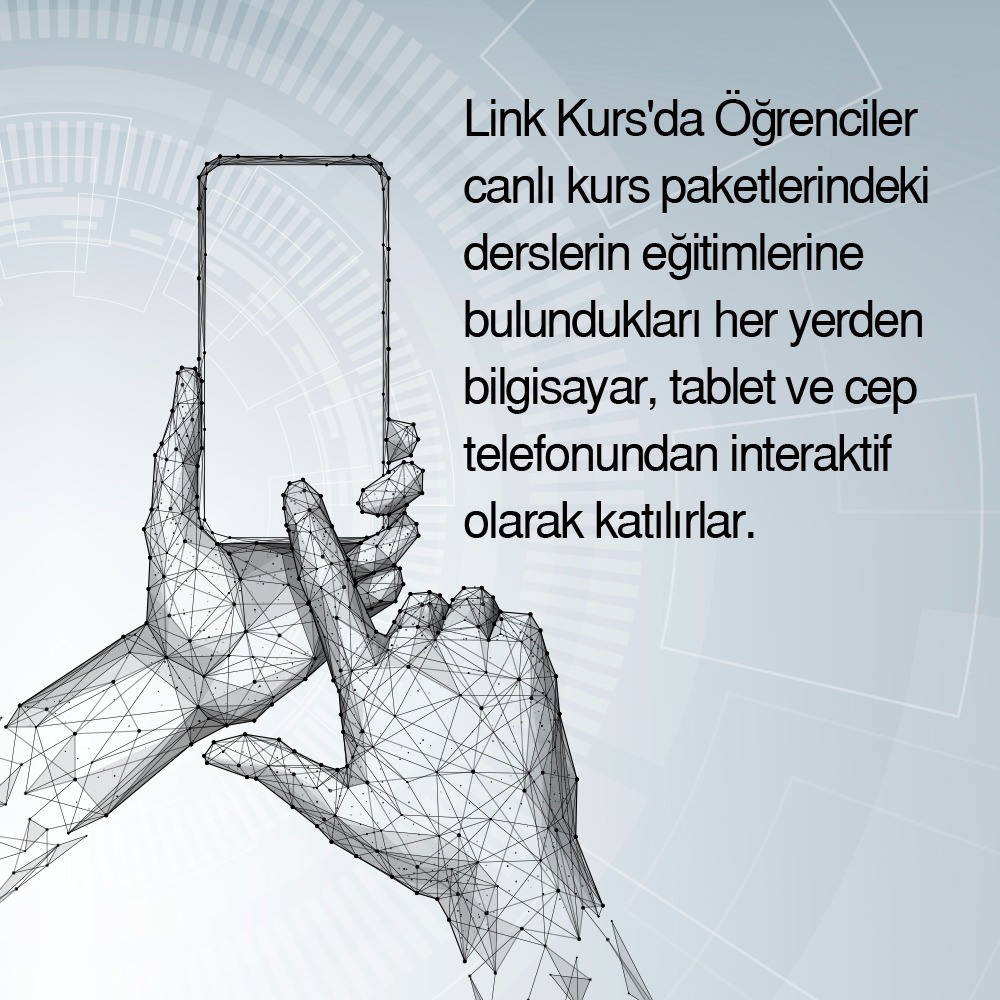 Link Kurs'da Öğrenciler
canlı kurs paketlerindeki
derslerin eğitimlerine
bulundukları her yerden
bilgisayar, tablet ve cep
telefonundan interaktif
olarak katılırlar.